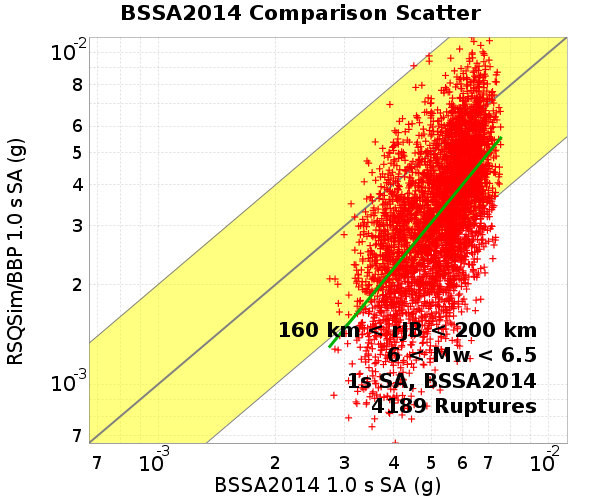 BSSA2014 Comparison Scatter
RSQSim/BBP 1.0 s SA (g)
10⁻²
8
6
5
4
3
2
10⁻³
7
160 km < rJB < 200 km
6 < Mw < 6.5
1s SA, BSSA2014
4189 Ruptures
7 10⁻³ 2 3 4 5 6 7 10⁻²
BSSA2014 1.0 s SA (g)